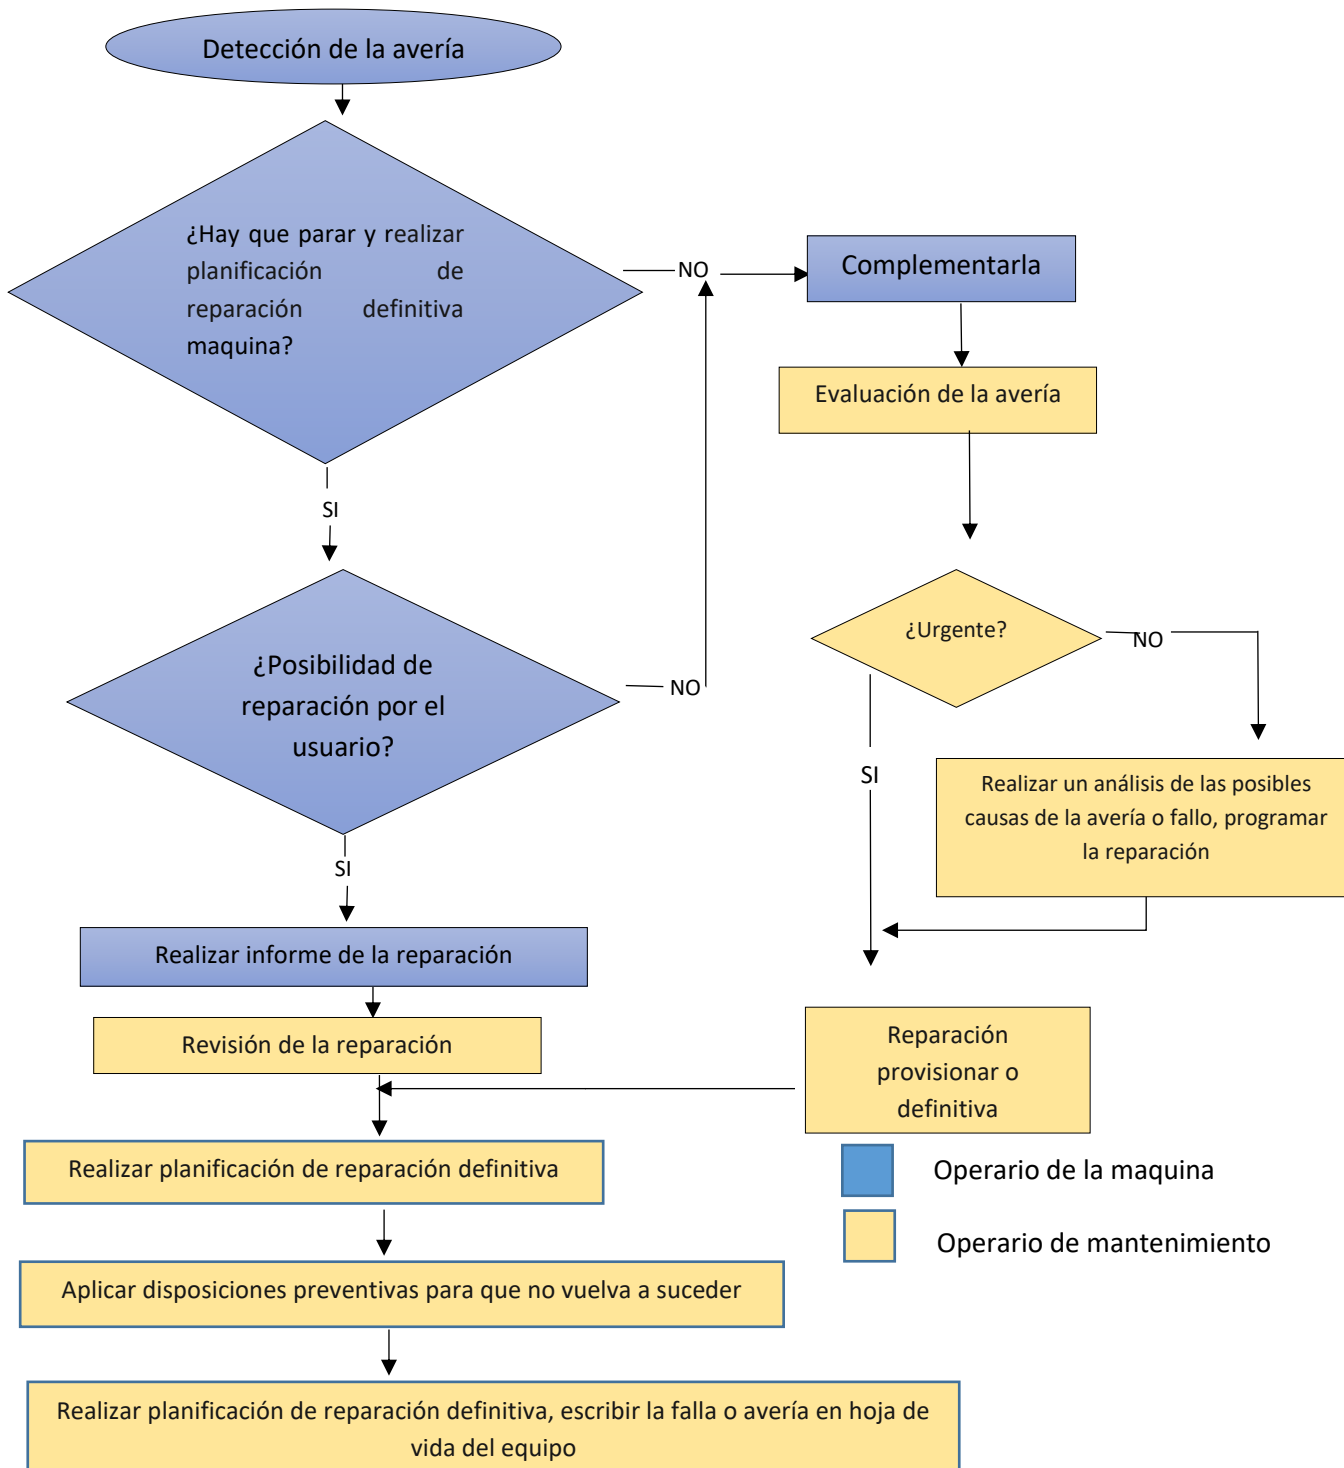 Detección de la avería
¿Hay que parar y realizar
planificación de
reparación definitiva
maquina?
NO
Complementarla
Evaluación de la avería
SI
¿Urgente?
NO
¿Posibilidad de
reparación por el
usuario?
NO
SI
Realizar un análisis de las posibles
causas de la avería o fallo, programar
la reparación
SI
Realizar informe de la reparación
Revisión de la reparación
Reparación
provisionar o
definitiva
Realizar planificación de reparación definitiva
Operario de la maquina
Operario de mantenimiento
Aplicar disposiciones preventivas para que no vuelva a suceder
Realizar planificación de reparación definitiva, escribir la falla o avería en hoja de
vida del equipo